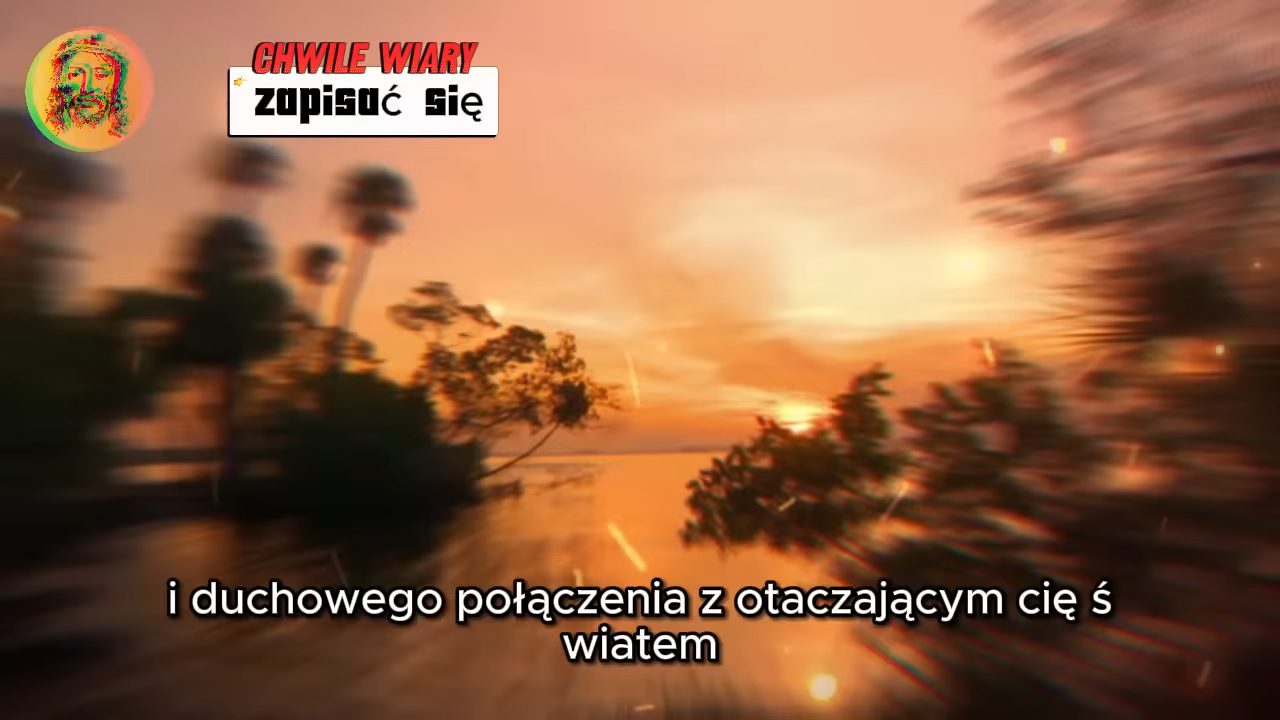 CHWILE WIARY
zapisać się
i duchowego połączenia z otaczającym cię ś
wiatem